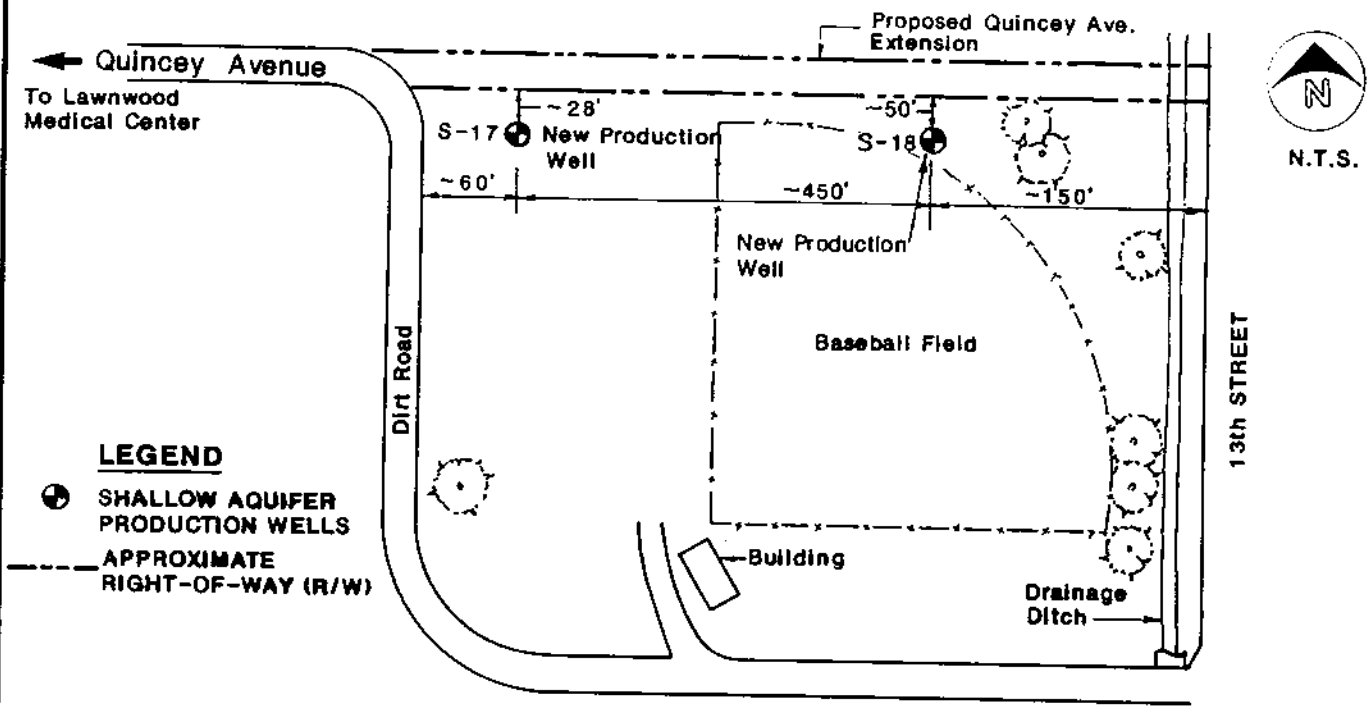 Proposed Quincey Ave.
Extension
Quincey Avenue
To Lawnwood
Medical Center
N
N.T.S.
~28'
~50'
S-17
New Production
Well
S-18
~60'
~450'
~150'
New Production
Well
Baseball Field
Dirt Road
13th STREET
LEGEND
SHALLOW AQUIFER
PRODUCTION WELLS
APPROXIMATE
RIGHT-OF-WAY (R/W)
Building
Drainage
Ditch